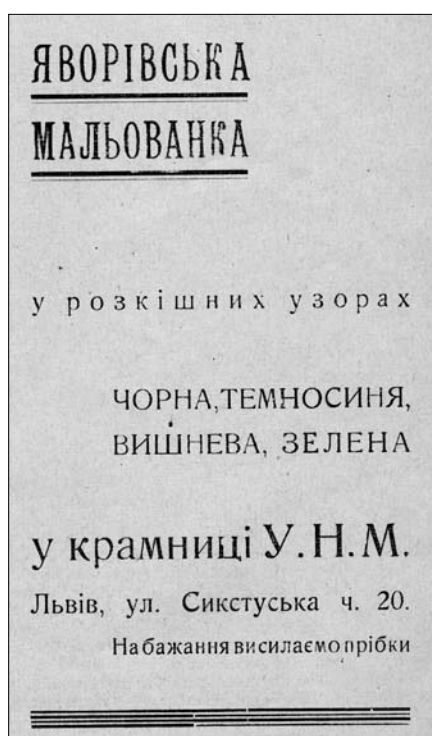 ЯВОРІВСЬКА
МАЛЬОВАНКА
у розкішних узорах
ЧОРНА, ТЕМНОСИНЯ,
ВИШНЕВА, ЗЕЛЕНА
у крамниці У. Н. М.
Львів, ул. Сикстуська ч. 20.
На бажання висилаємо прібки